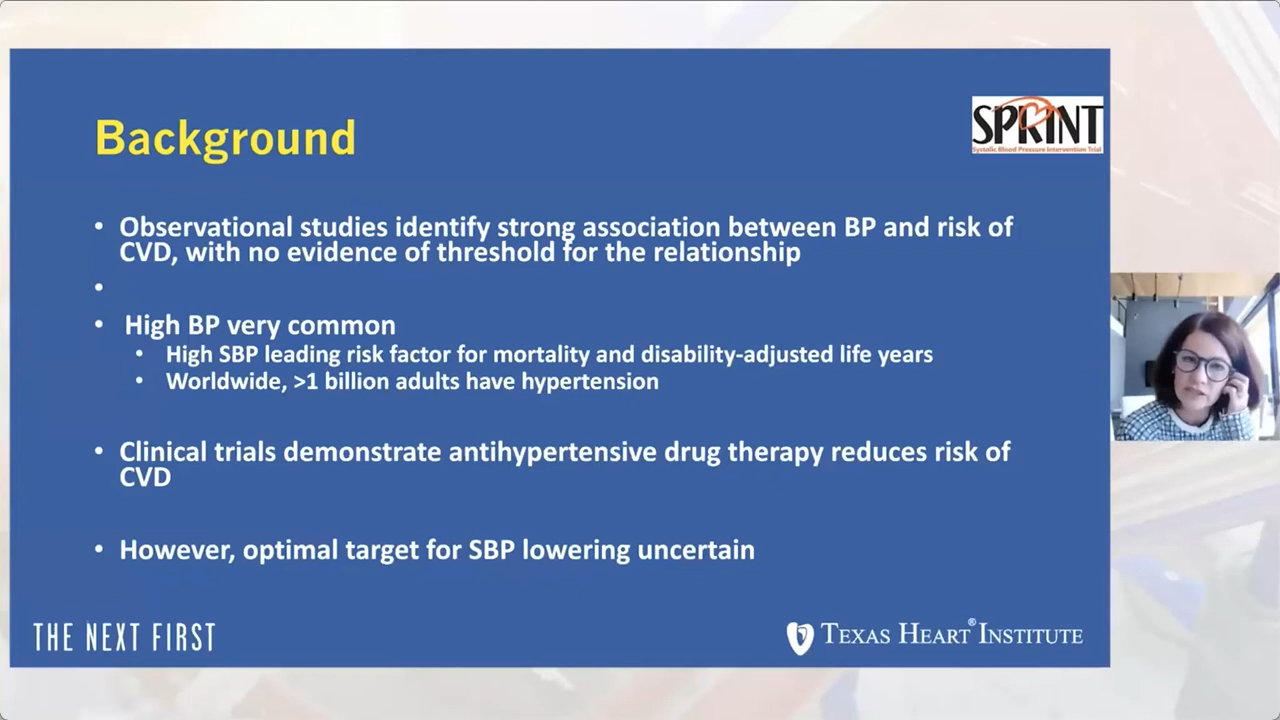 Background
SPRINT
Systolic Blood Pressure Intervention Trial
• Observational studies identify strong association between BP and risk of
CVD, with no evidence of threshold for the relationship
•
• High BP very common
• High SBP leading risk factor for mortality and disability-adjusted life years
• Worldwide, >1 billion adults have hypertension
• Clinical trials demonstrate antihypertensive drug therapy reduces risk of
CVD
• However, optimal target for SBP lowering uncertain
THE NEXT FIRST
TEXAS HEART® INSTITUTE